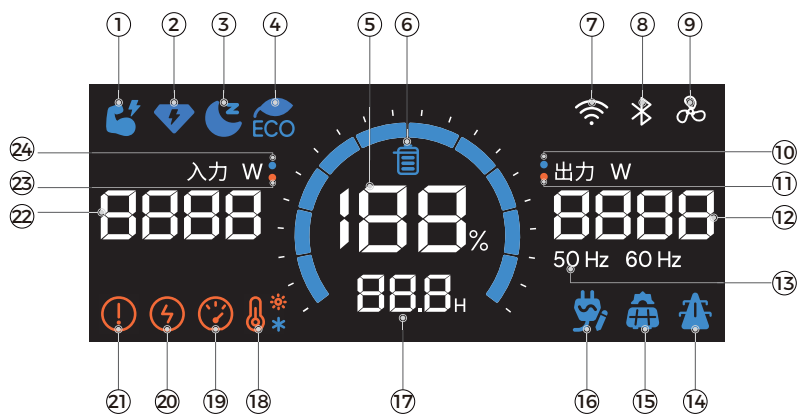 ① ② ③ ④ ⑤ ⑥ ⑦ ⑧ ⑨
ECO
㉔ ⑩
入力 W 出力 W
㉓ ⑪
㉒ 8888 188% 8888 ⑫
50 Hz 60 Hz
⑬
88.8H
㉑ ⑳ ⑲ ⑱ ⑰ ⑯ ⑮ ⑭